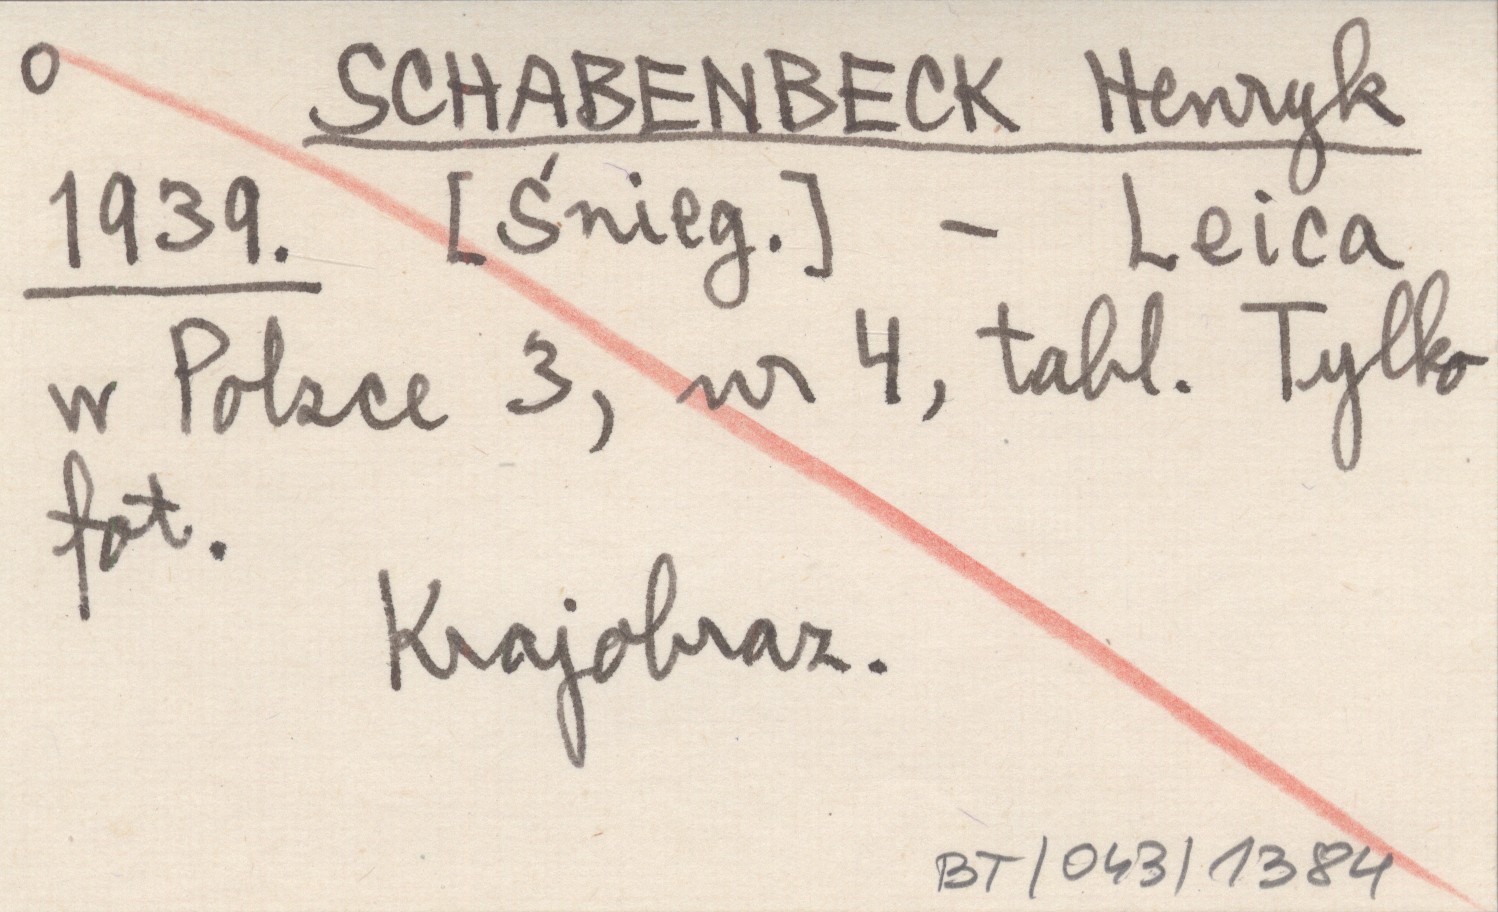 o SCHABENBECK Henryk
1939. [Śnieg.] - Leica
w Polsce 3, nr 4, tabl. Tylko
fot.
Krajobraz.
BT/043/1384